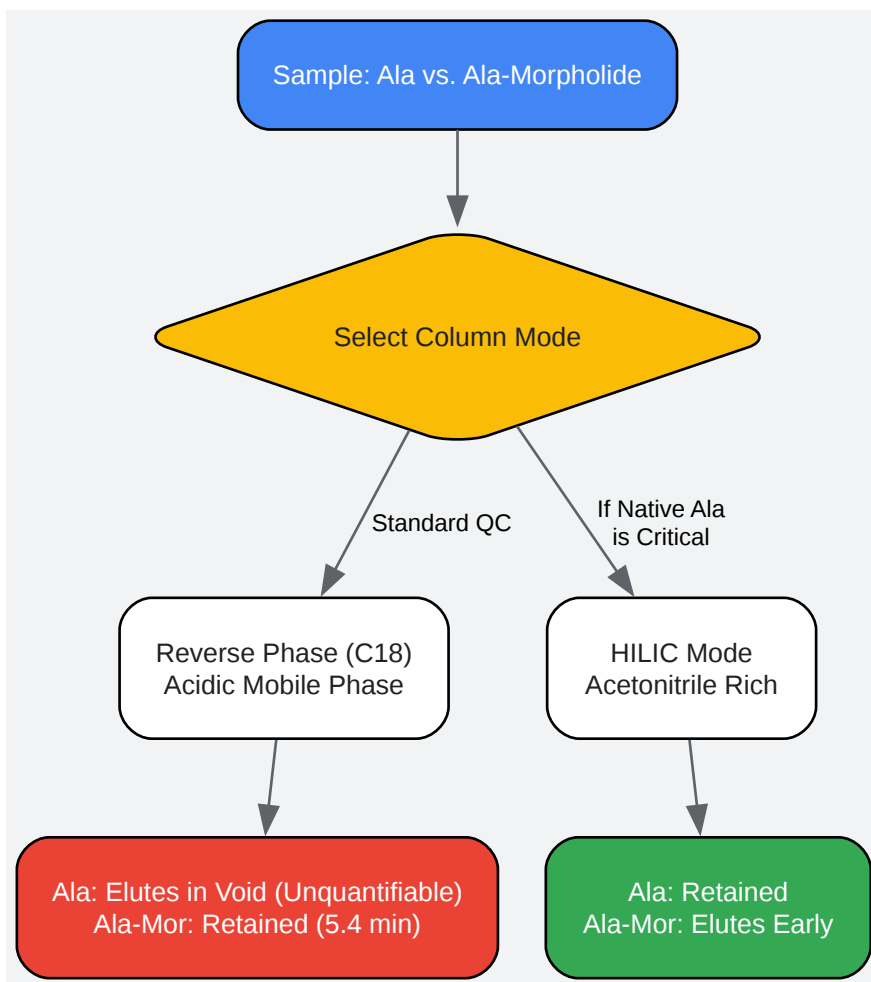 Sample: Ala vs. Ala-Morpholide
Select Column Mode
Standard QC
If Native Ala
is Critical
Reverse Phase (C18)
Acidic Mobile Phase
HILIC Mode
Acetonitrile Rich
Ala: Elutes in Void (Unquantifiable)
Ala-Mor: Retained (5.4 min)
Ala: Retained
Ala-Mor: Elutes Early